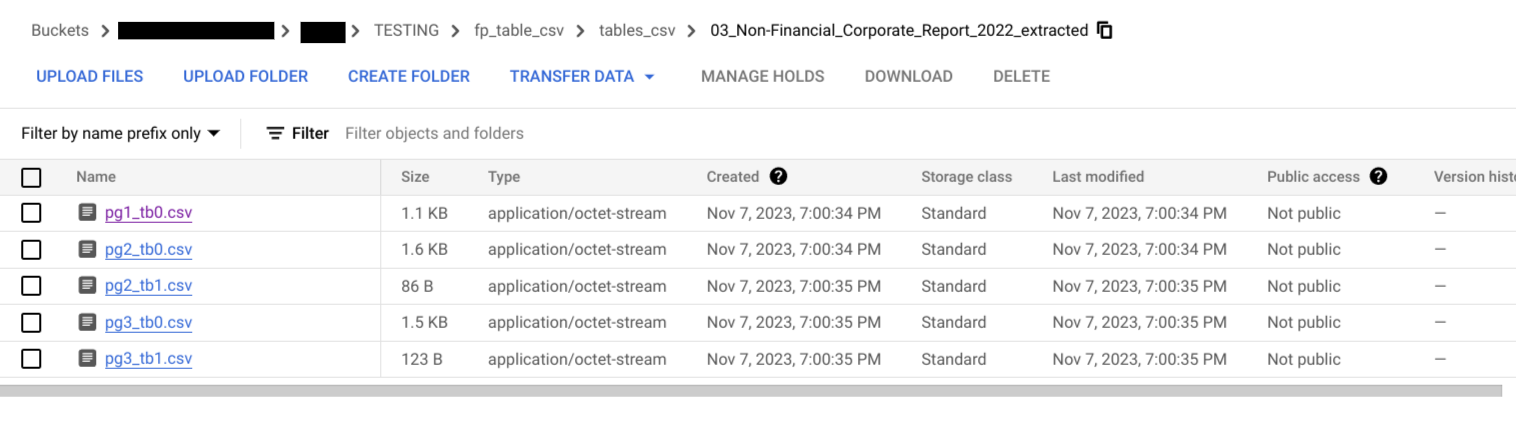 Buckets > > > TESTING > fp_table_csv > tables_csv > 03_Non-Financial_Corporate_Report_2022_extracted
UPLOAD FILES UPLOAD FOLDER CREATE FOLDER TRANSFER DATA MANAGE HOLDS DOWNLOAD DELETE
Filter by name prefix only Filter Filter objects and folders
Name Size Type Created ? Storage class Last modified Public access ? Version histo
pg1_tb0.csv 1.1 KB application/octet-stream Nov 7, 2023, 7:00:34 PM Standard Nov 7, 2023, 7:00:34 PM Not public —
pg2_tb0.csv 1.6 KB application/octet-stream Nov 7, 2023, 7:00:34 PM Standard Nov 7, 2023, 7:00:34 PM Not public —
pg2_tb1.csv 86 B application/octet-stream Nov 7, 2023, 7:00:35 PM Standard Nov 7, 2023, 7:00:35 PM Not public —
pg3_tb0.csv 1.5 KB application/octet-stream Nov 7, 2023, 7:00:35 PM Standard Nov 7, 2023, 7:00:35 PM Not public —
pg3_tb1.csv 123 B application/octet-stream Nov 7, 2023, 7:00:35 PM Standard Nov 7, 2023, 7:00:35 PM Not public —